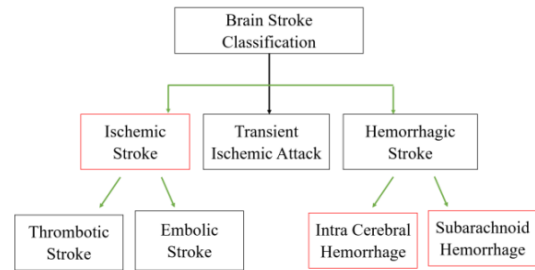 Brain Stroke
Classification
Ischemic
Stroke
Transient
Ischemic Attack
Hemorrhagic
Stroke
Thrombotic
Stroke
Embolic
Stroke
Intra Cerebral
Hemorrhage
Subarachnoid
Hemorrhage